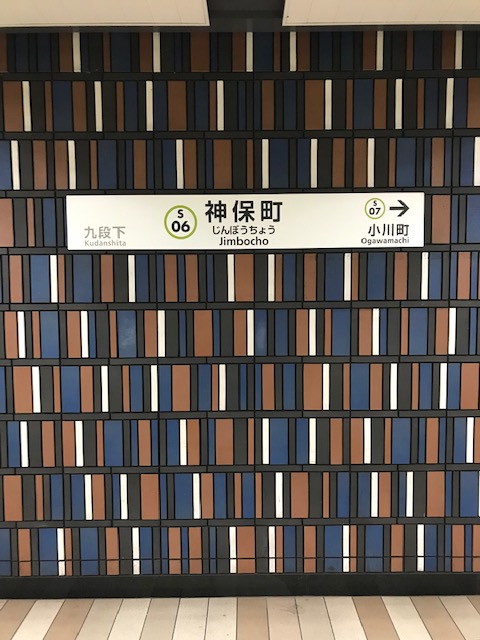 九段下
Kudanshita
S
06
神保町
じんぼうちょう
Jimbocho
S
07
小川町
Ogawamachi